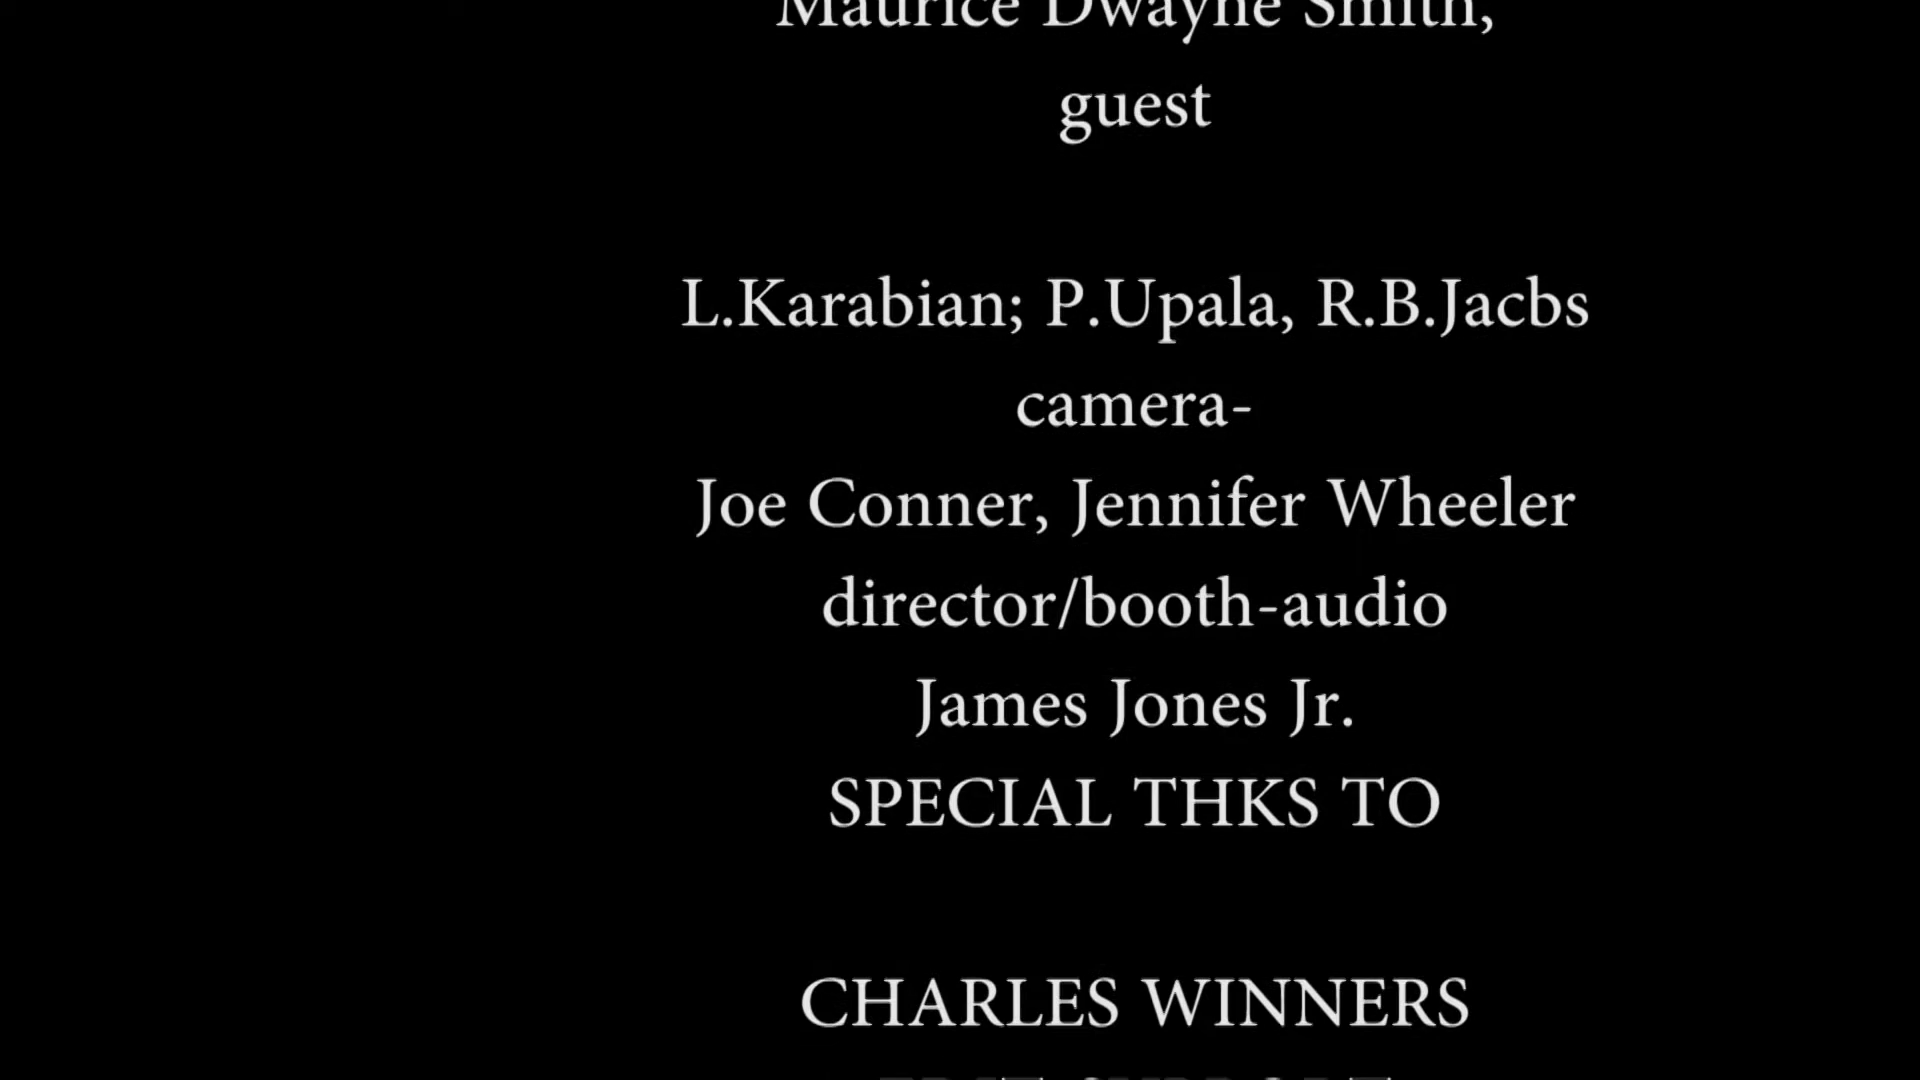 Maurice Dwayne Smith,
guest
L.Karabian; P.Upala, R.B.Jacbs
camera-
Joe Conner, Jennifer Wheeler
director/booth-audio
James Jones Jr.
SPECIAL THKS TO
CHARLES WINNERS